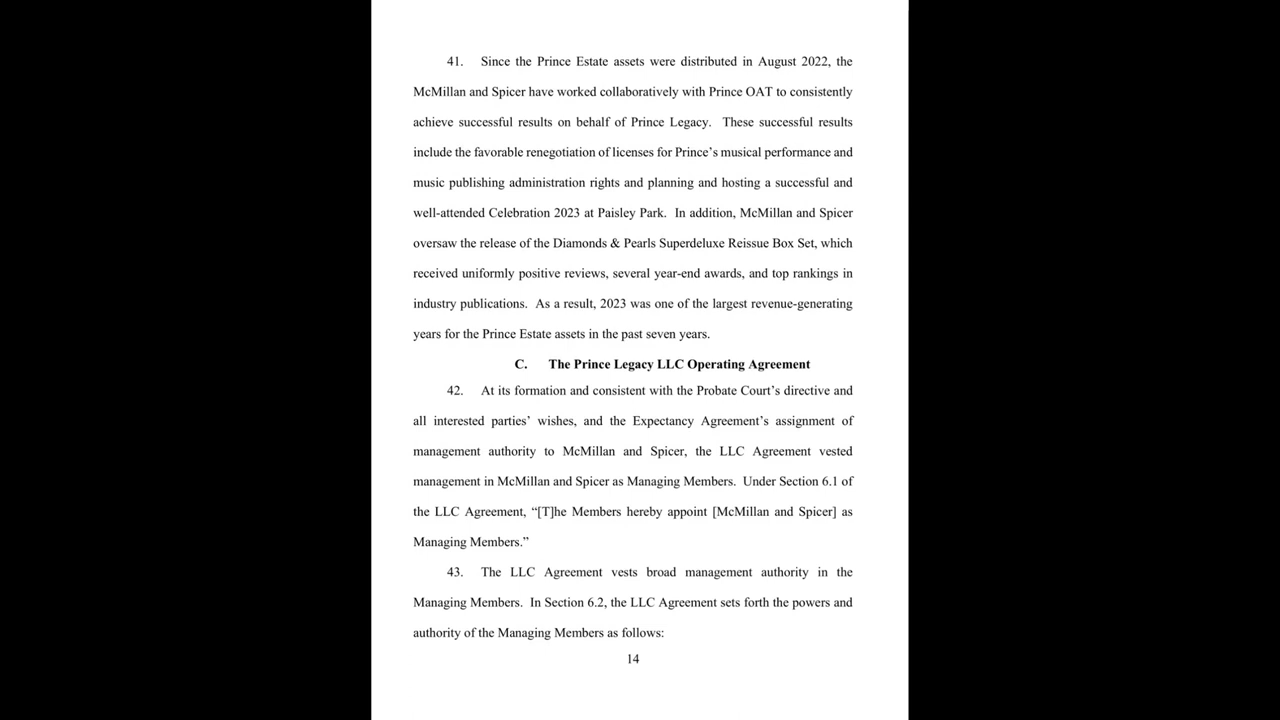 41. Since the Prince Estate assets were distributed in August 2022, the
McMillan and Spicer have worked collaboratively with Prince OAT to consistently
achieve successful results on behalf of Prince Legacy. These successful results
include the favorable renegotiation of licenses for Prince’s musical performance and
music publishing administration rights and planning and hosting a successful and
well-attended Celebration 2023 at Paisley Park. In addition, McMillan and Spicer
oversaw the release of the Diamonds & Pearls Superdeluxe Reissue Box Set, which
received uniformly positive reviews, several year-end awards, and top rankings in
industry publications. As a result, 2023 was one of the largest revenue-generating
years for the Prince Estate assets in the past seven years.
C. The Prince Legacy LLC Operating Agreement
42. At its formation and consistent with the Probate Court’s directive and
all interested parties’ wishes, and the Expectancy Agreement’s assignment of
management authority to McMillan and Spicer, the LLC Agreement vested
management in McMillan and Spicer as Managing Members. Under Section 6.1 of
the LLC Agreement, “[T]he Members hereby appoint [McMillan and Spicer] as
Managing Members.”
43. The LLC Agreement vests broad management authority in the
Managing Members. In Section 6.2, the LLC Agreement sets forth the powers and
authority of the Managing Members as follows:
14